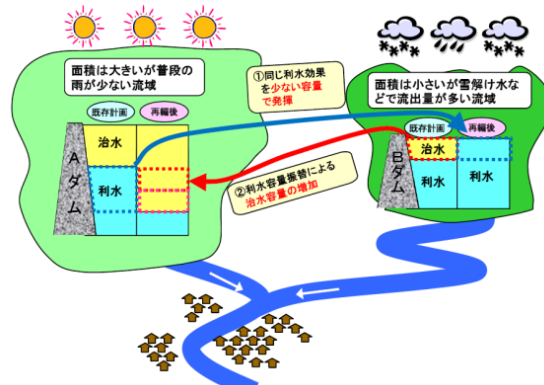 面積は大きいが普段の
雨が少ない流域
既存計画
再編後
Aダム
治水
利水
①同じ利水効果
を少ない容量
で発揮
②利水容量振替による
治水容量の増加
面積は小さいが雪解け水な
どで流出量が多い流域
既存計画
再編後
Bダム
治水
利水
利水